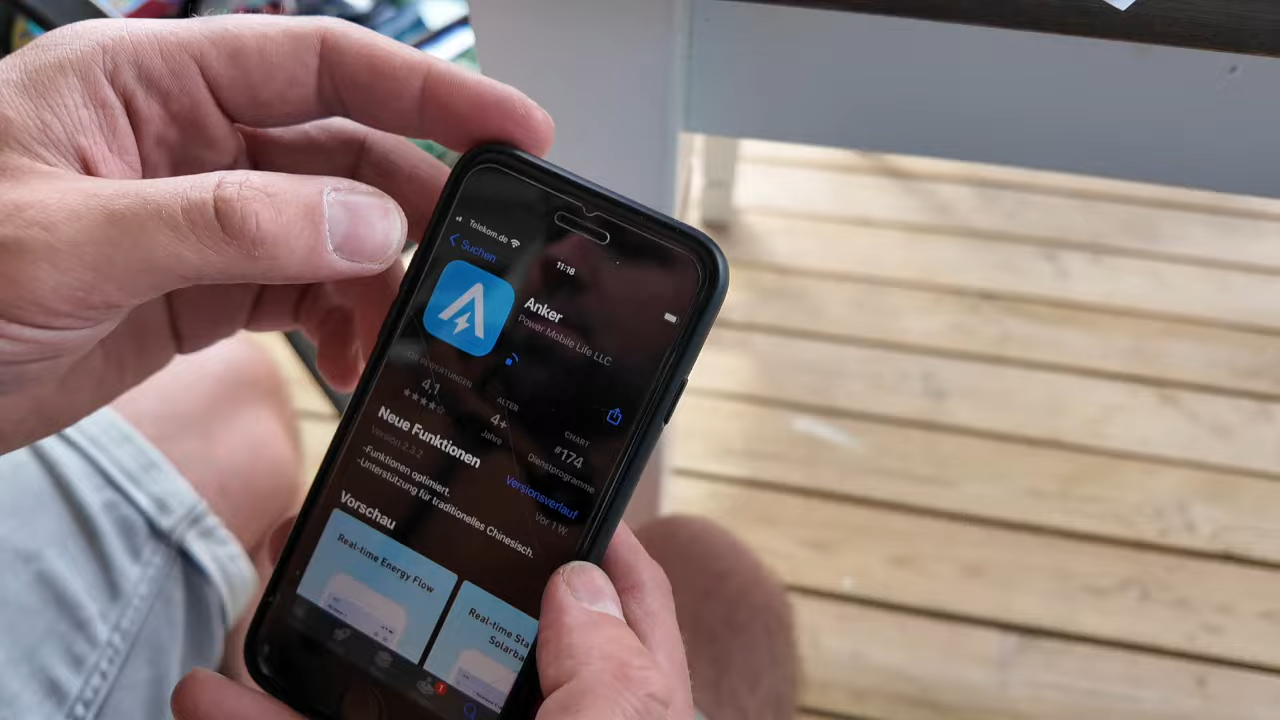 Telekom.de
11:18
Suchen
Anker
Power Mobile Life LLC
BEWERTUNGEN
4,1
★★★★☆
ALTER
4+
Jahre
CHART
#174
Dienstprogramme
Neue Funktionen
Versionsverlauf
Version 2.3.2
Vor 1 W.
-Funktionen optimiert.
-Unterstützung für traditionelles Chinesisch.
Vorschau
Real-time Energy Flow
Real-time Sta
Solarba
1